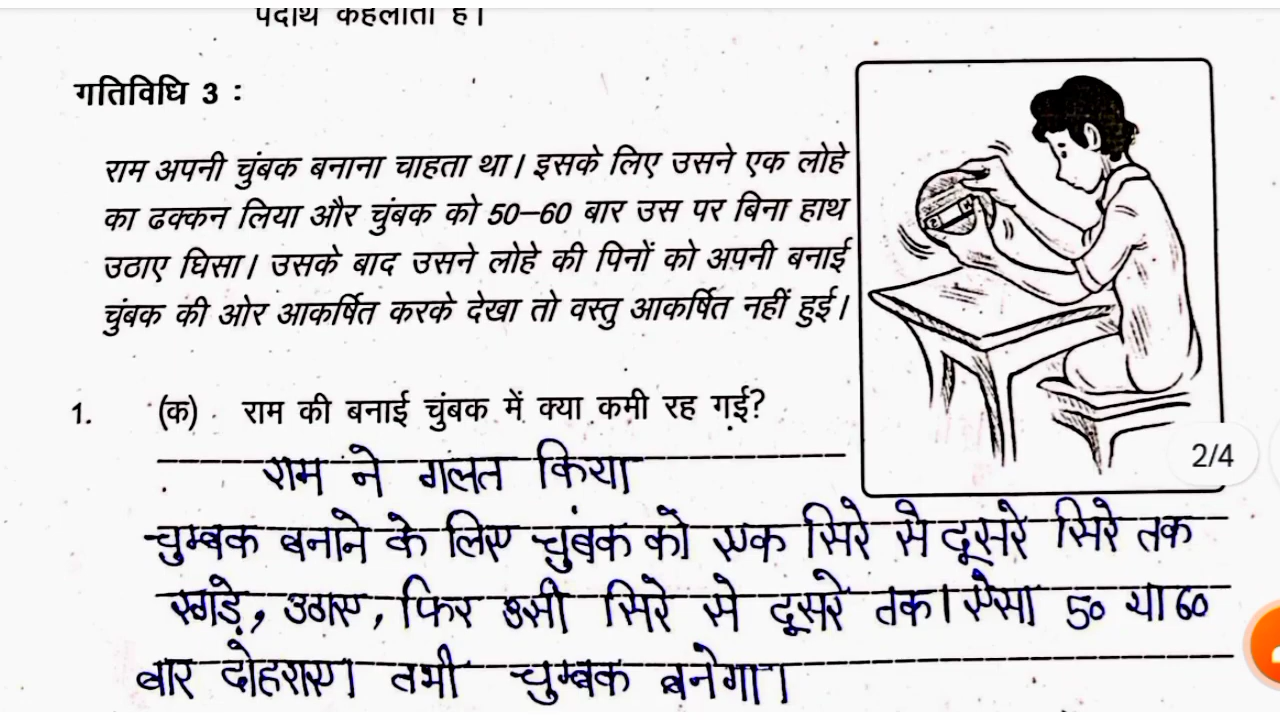 पदार्थ कहलाता है।
गतिविधि 3 :
राम अपनी चुंबक बनाना चाहता था। इसके लिए उसने एक लोहे
का ढक्कन लिया और चुंबक को 50–60 बार उस पर बिना हाथ
उठाए घिसा। उसके बाद उसने लोहे की पिनों को अपनी बनाई
चुंबक की ओर आकर्षित करके देखा तो वस्तु आकर्षित नहीं हुई।
1. (क) राम की बनाई चुंबक में क्या कमी रह गई?
राम ने गलत किया
2/4
चुम्बक बनाने के लिए चुंबक को एक सिरे से दूसरे सिरे तक
रगड़े, उठाए, फिर उसी सिरे से दूसरे तक। ऐसा 50 या 60
बार दोहराए। तभी चुम्बक बनेगा।